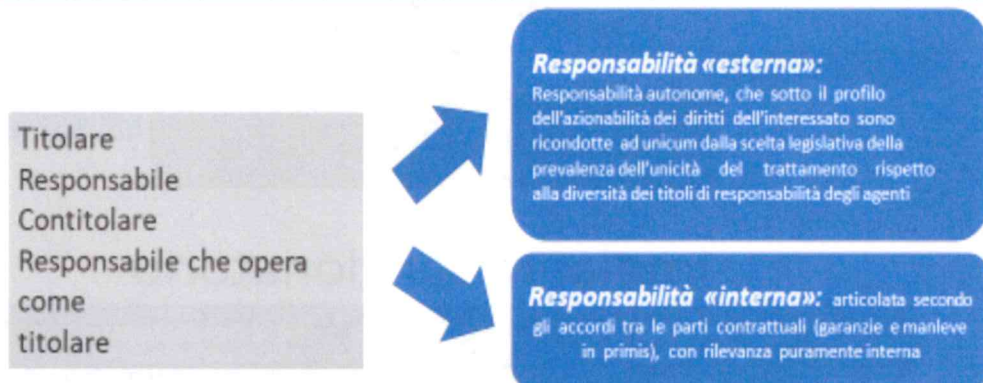 Titolare
Responsabile
Contitolare
Responsabile che opera
come
titolare
Responsabilità «esterna»:
Responsabilità autonome, che sotto il profilo
dell'azionabilità dei diritti dell'interessato sono
ricondotte ad unicum dalla scelta legislativa della
prevalenza dell'unicità del trattamento rispetto
alla diversità dei titoli di responsabilità degli agenti
Responsabilità «interna»: articolata secondo
gli accordi tra le parti contrattuali (garanzie e manleve
in primis), con rilevanza puramente interna